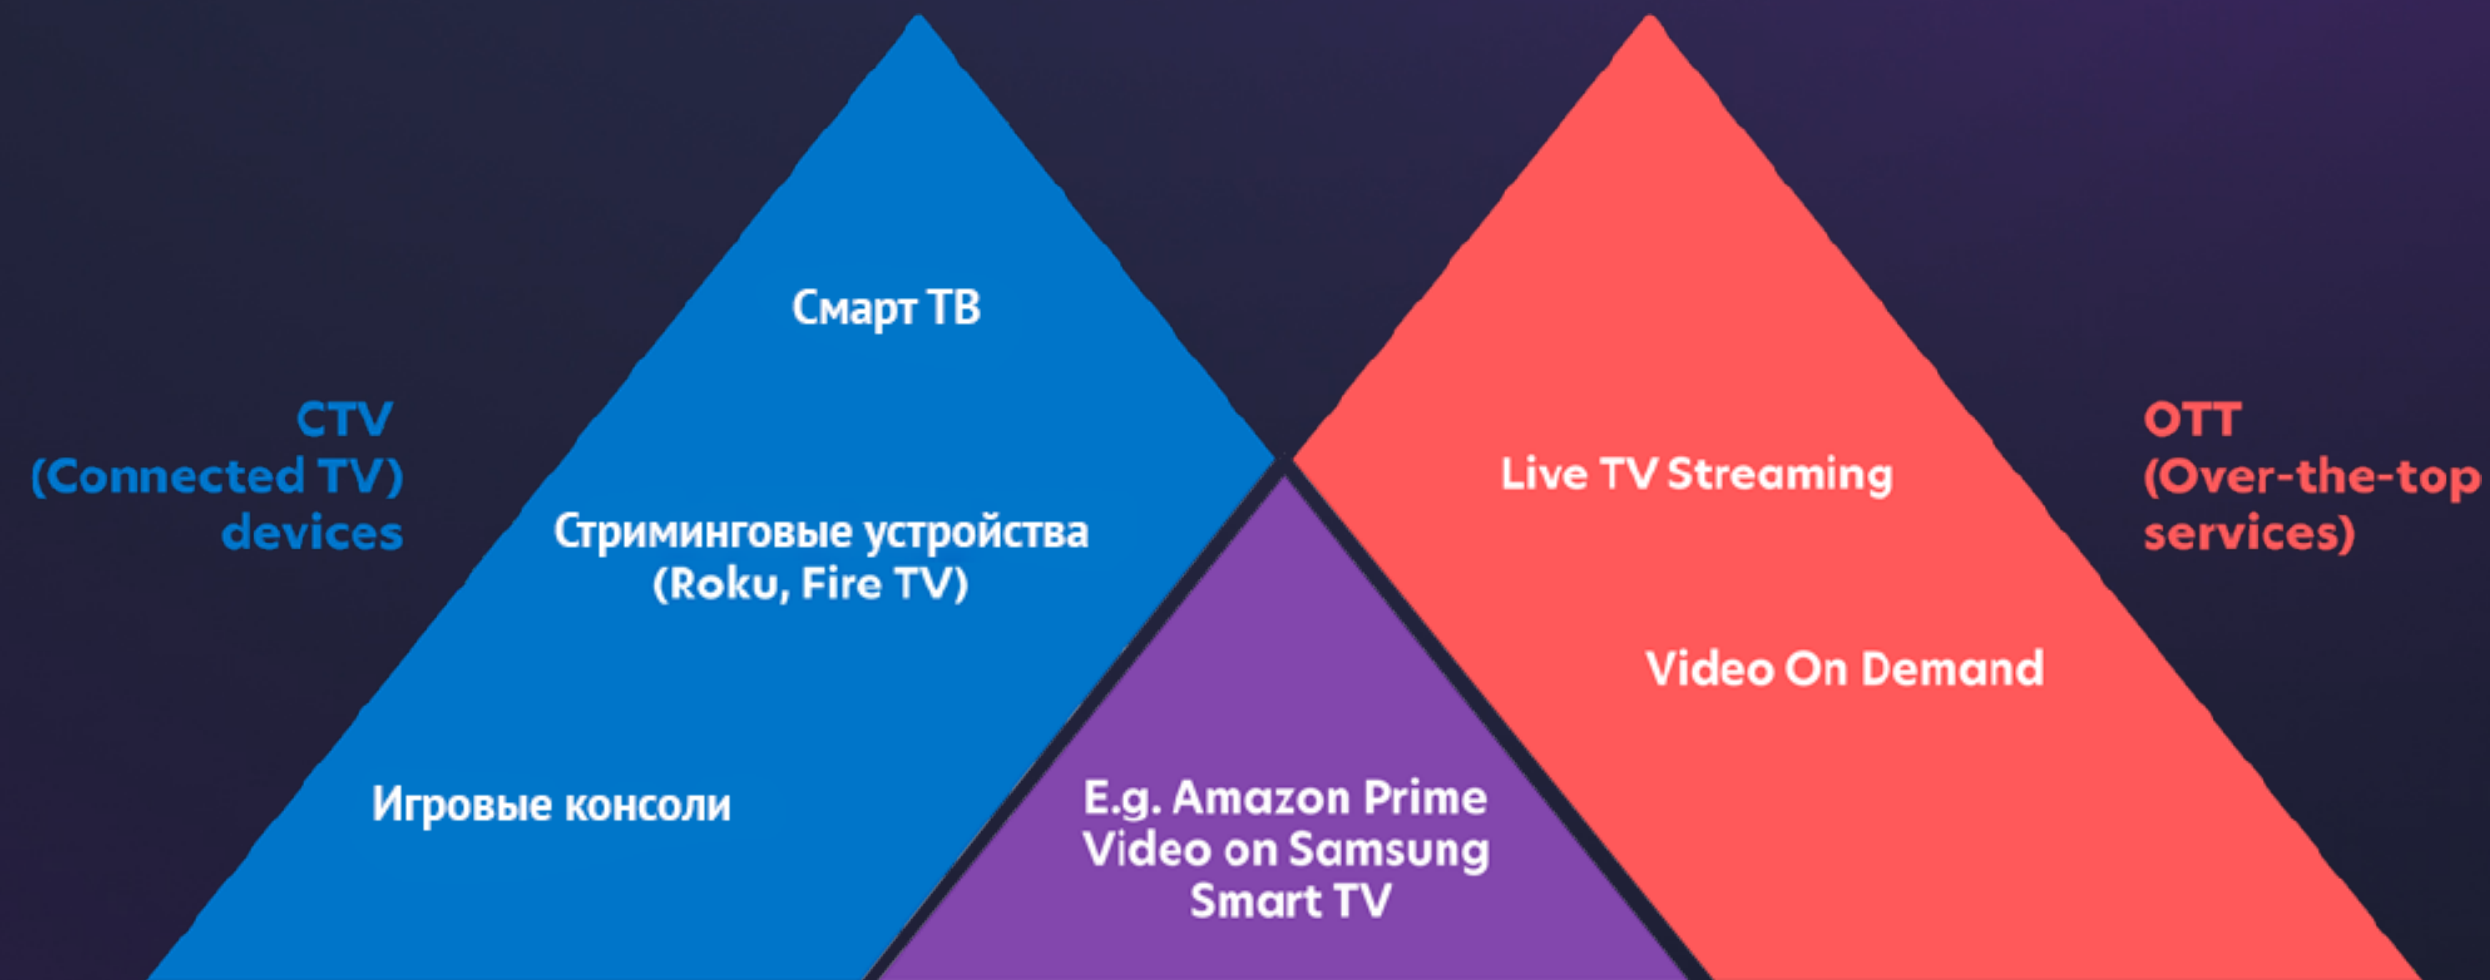 CTV
(Connected TV)
devices
Смарт ТВ
Стриминговые устройства
(Roku, Fire TV)
Игровые консоли
E.g. Amazon Prime
Video on Samsung
Smart TV
Live TV Streaming
Video On Demand
OTT
(Over-the-top
services)